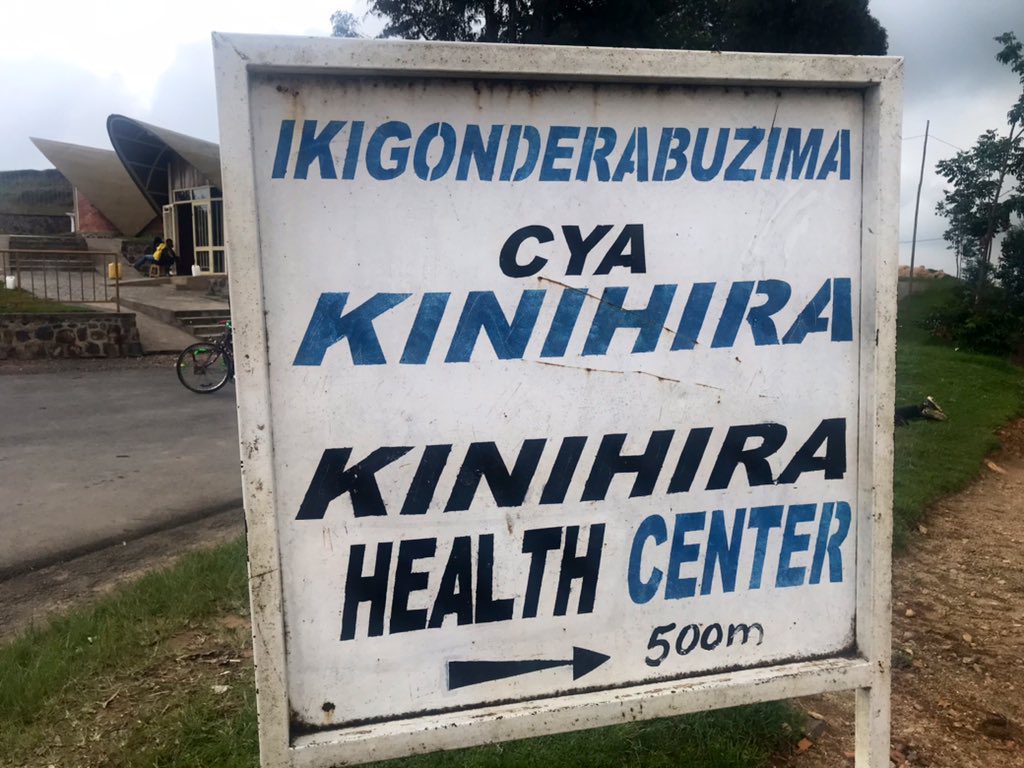 IKIGONDERABUZIMA
CYA
KINIHIRA
KINIHIRA
HEALTH CENTER
500m